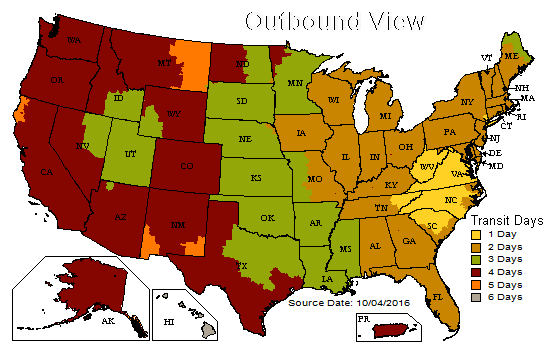 Outbound View
WA
OR
CA
NV
ID
MT
WY
UT
AZ
CO
NM
ND
SD
NE
KS
OK
TX
MN
IA
MO
AR
LA
WI
IL
MI
IN
OH
KY
TN
MS
AL
GA
FL
SC
NC
VA
WV
PA
NY
VT
ME
NH
MA
RI
CT
NJ
DE
MD
AK
HI
PR
Transit Days
1 Day
2 Days
3 Days
4 Days
5 Days
6 Days
Source Date: 10/04/2016